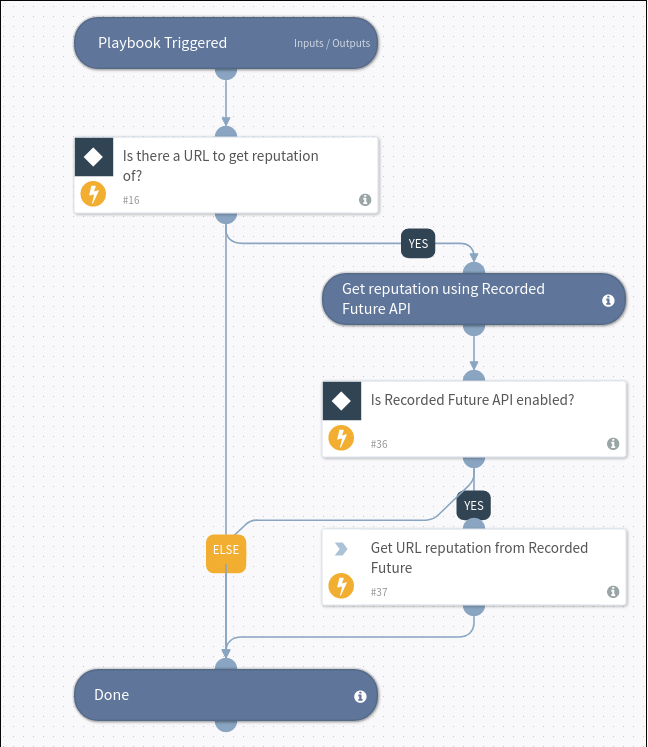 Playbook Triggered
Inputs / Outputs
Is there a URL to get reputation
of?
#16
YES
Get reputation using Recorded
Future API
Is Recorded Future API enabled?
#36
YES
ELSE
Get URL reputation from Recorded
Future
#37
Done